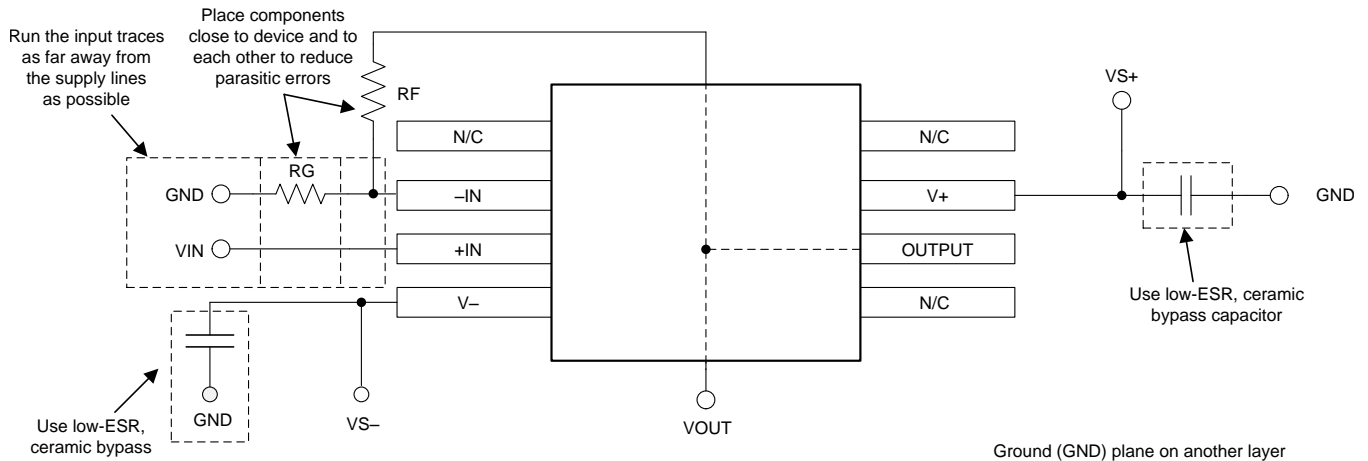 Run the input traces
as far away from
the supply lines
as possible
Place components
close to device and to
each other to reduce
parasitic errors
RF
VS+
N/C
N/C
RG
GND
–IN
V+
GND
VIN
+IN
OUTPUT
V–
N/C
Use low-ESR, ceramic
bypass capacitor
GND
VS–
VOUT
Use low-ESR,
ceramic bypass
Ground (GND) plane on another layer